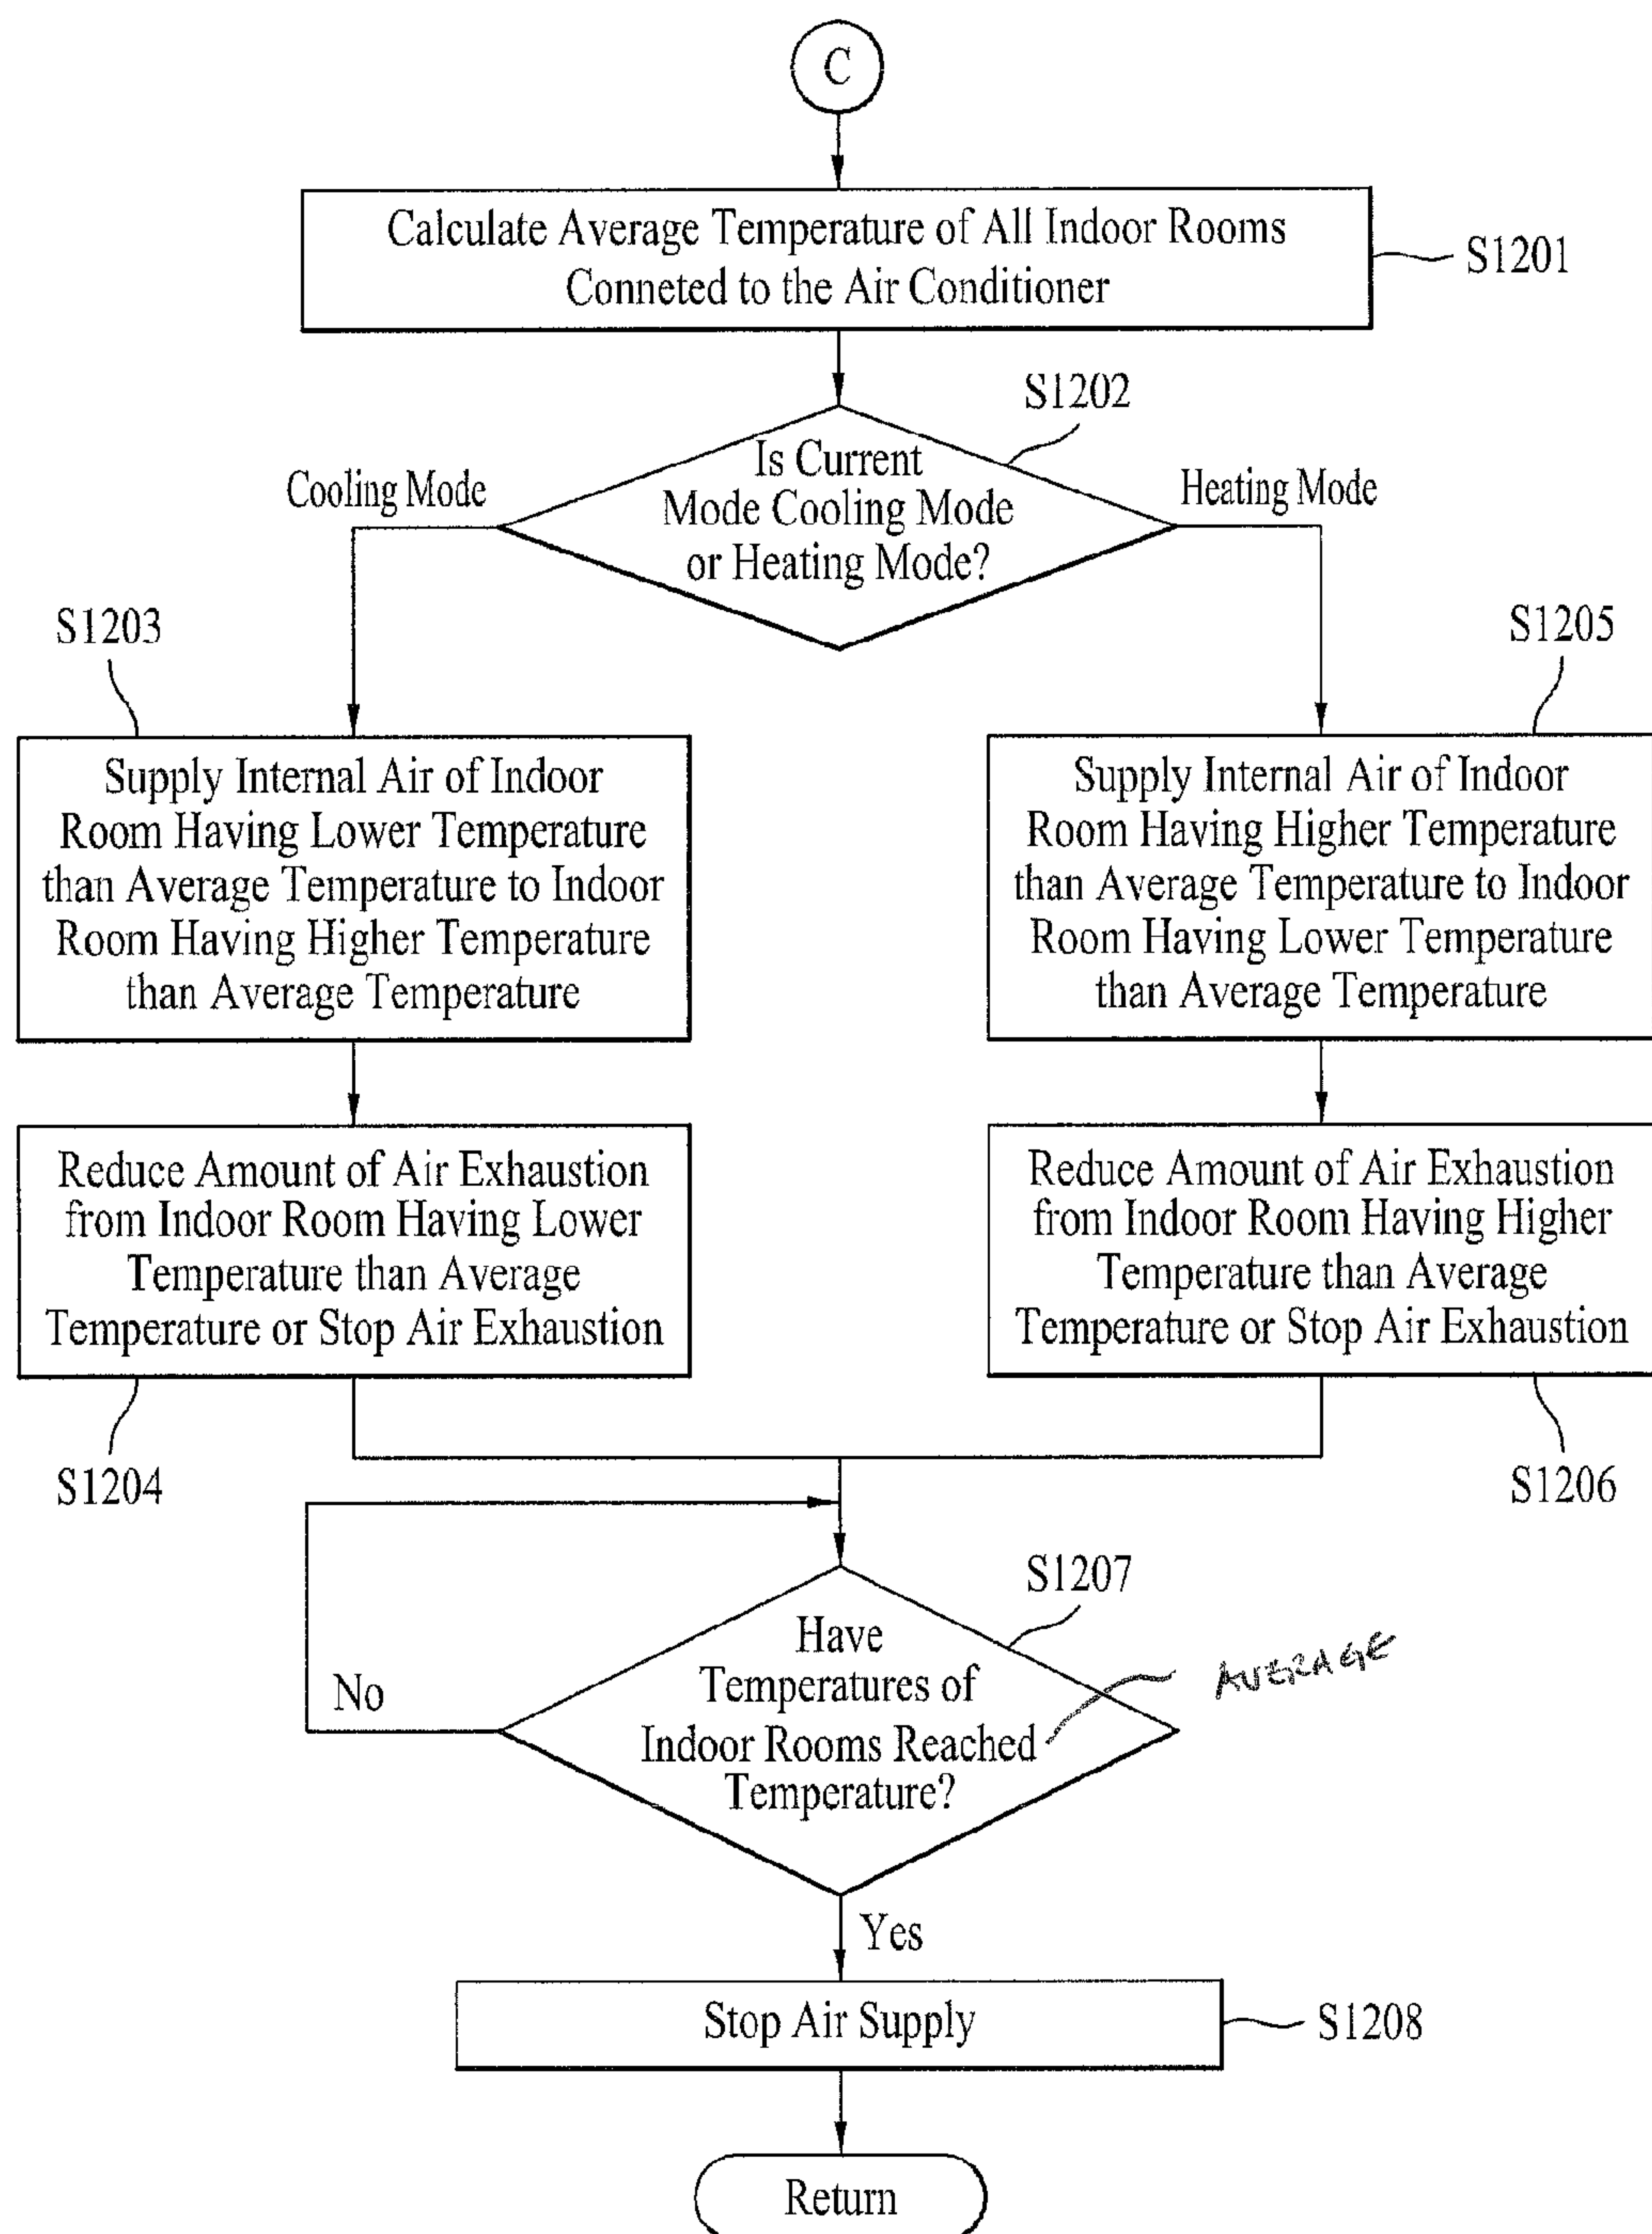 C
Calculate Average Temperature of All Indoor Rooms
Conneted to the Air Conditioner
S1201
S1202
Is Current
Mode Cooling Mode
or Heating Mode?
Cooling Mode
Heating Mode
S1203
Supply Internal Air of Indoor
Room Having Lower Temperature
than Average Temperature to Indoor
Room Having Higher Temperature
than Average Temperature
S1205
Supply Internal Air of Indoor
Room Having Higher Temperature
than Average Temperature to Indoor
Room Having Lower Temperature
than Average Temperature
Reduce Amount of Air Exhaustion
from Indoor Room Having Lower
Temperature than Average
Temperature or Stop Air Exhaustion
S1204
Reduce Amount of Air Exhaustion
from Indoor Room Having Higher
Temperature than Average
Temperature or Stop Air Exhaustion
S1206
S1207
Have
Temperatures of
Indoor Rooms Reached
Temperature?
AVERAGE
No
Yes
Stop Air Supply
S1208
Return